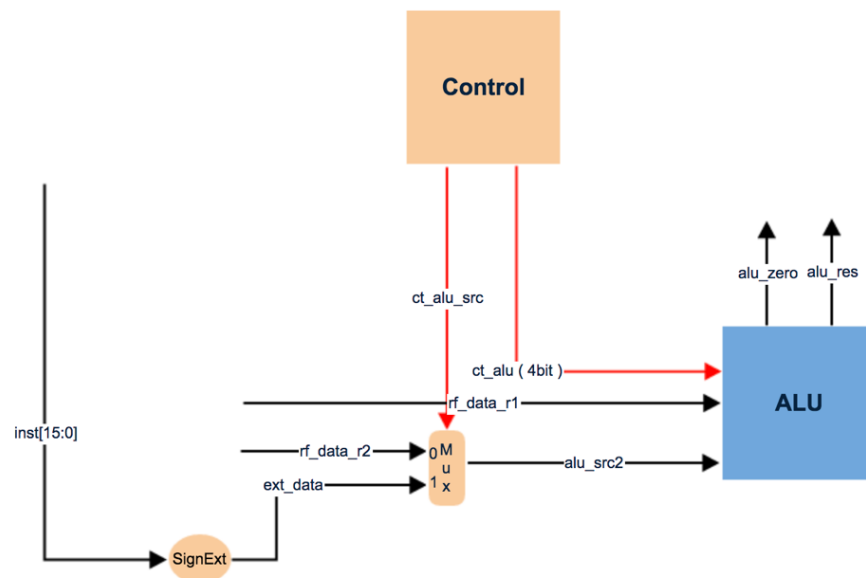 Control
ct_alu_src
alu_zero
alu_res
ct_alu ( 4bit )
rf_data_r1
ALU
inst[15:0]
rf_data_r2
0
1
M
u
x
alu_src2
ext_data
SignExt